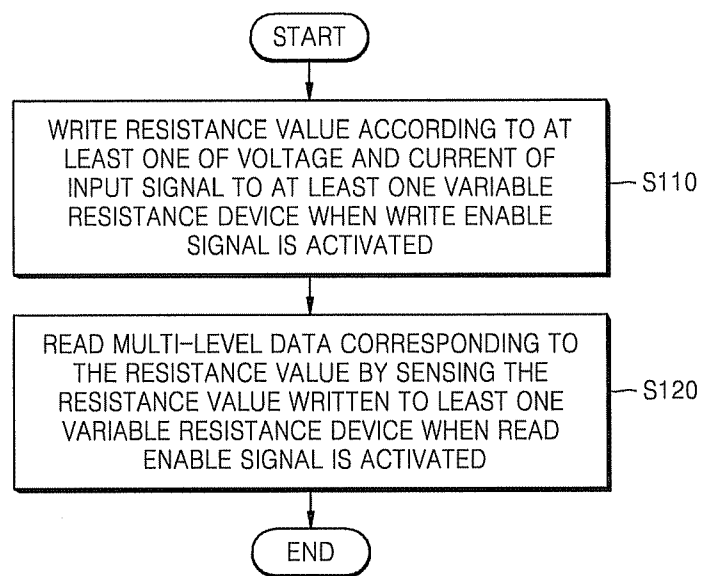 START
WRITE RESISTANCE VALUE ACCORDING TO AT
LEAST ONE OF VOLTAGE AND CURRENT OF
INPUT SIGNAL TO AT LEAST ONE VARIABLE
RESISTANCE DEVICE WHEN WRITE ENABLE
SIGNAL IS ACTIVATED
S110
READ MULTI-LEVEL DATA CORRESPONDING TO
THE RESISTANCE VALUE BY SENSING THE
RESISTANCE VALUE WRITTEN TO LEAST ONE
VARIABLE RESISTANCE DEVICE WHEN READ
ENABLE SIGNAL IS ACTIVATED
S120
END